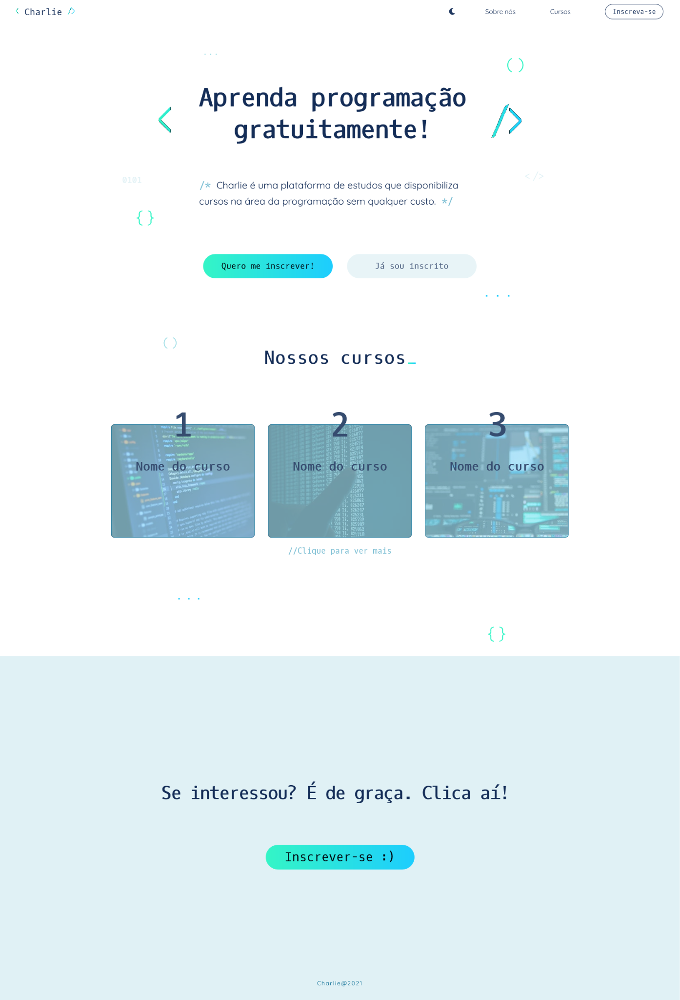 < Charlie />
Sobre nós
Cursos
Inscreva-se
...
( )
Aprenda programação
gratuitamente!
< />
0101
</>
/* Charlie é uma plataforma de estudos que disponibiliza
cursos na área da programação sem qualquer custo. */
{ }
Quero me inscrever!
Já sou inscrito
. . .
( )
Nossos cursos_
1
2
3
Nome do curso
Nome do curso
Nome do curso
//Clique para ver mais
. . .
{ }
Se interessou? É de graça. Clica aí!
Inscrever-se :)
Charlie@2021